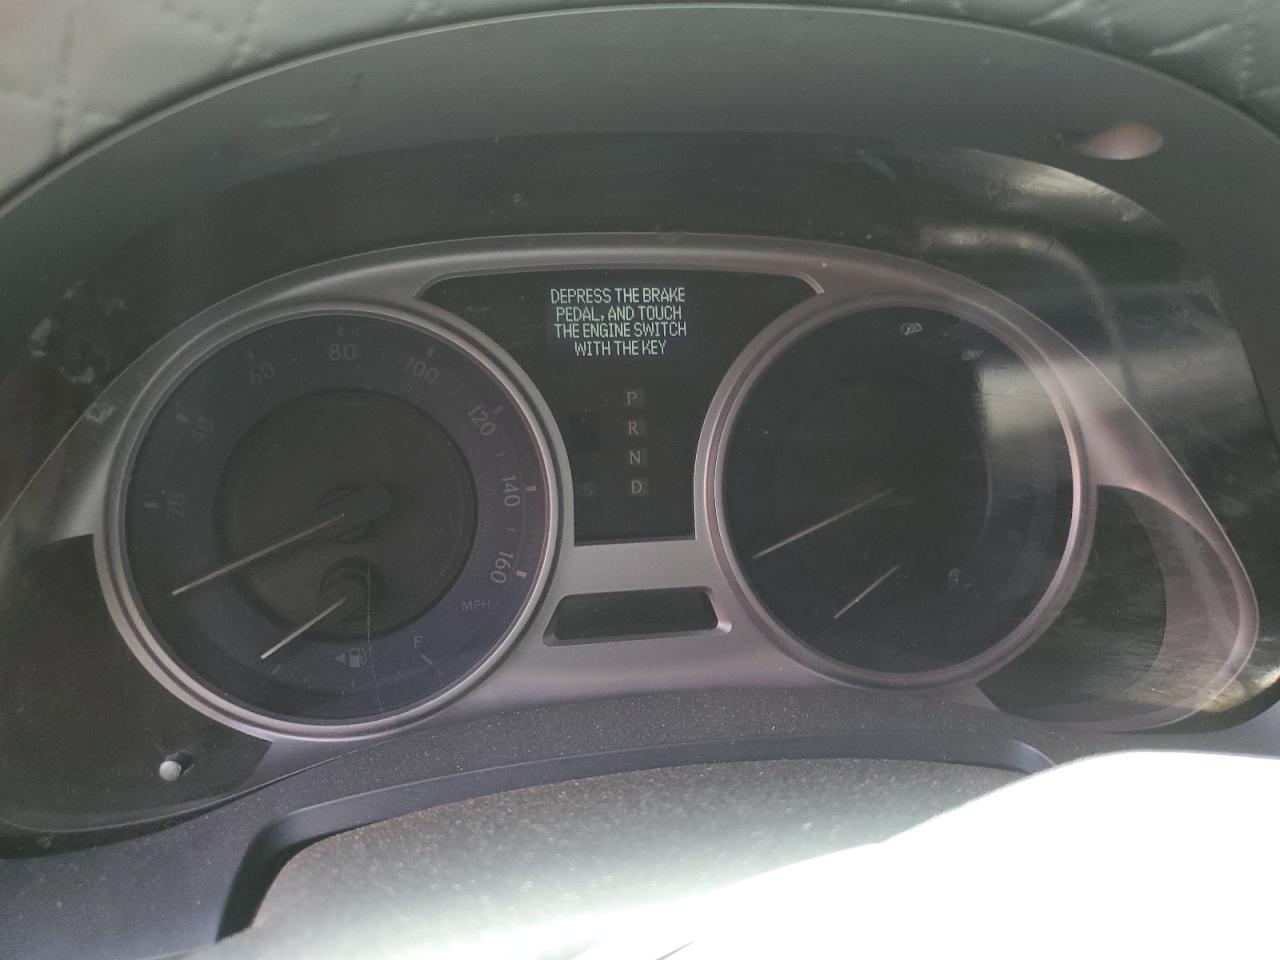 DEPRESS THE BRAKE
PEDAL, AND TOUCH
THE ENGINE SWITCH
WITH THE KEY
P
R
N
S D
20
40
60
80
100
120
140
160
MPH
F